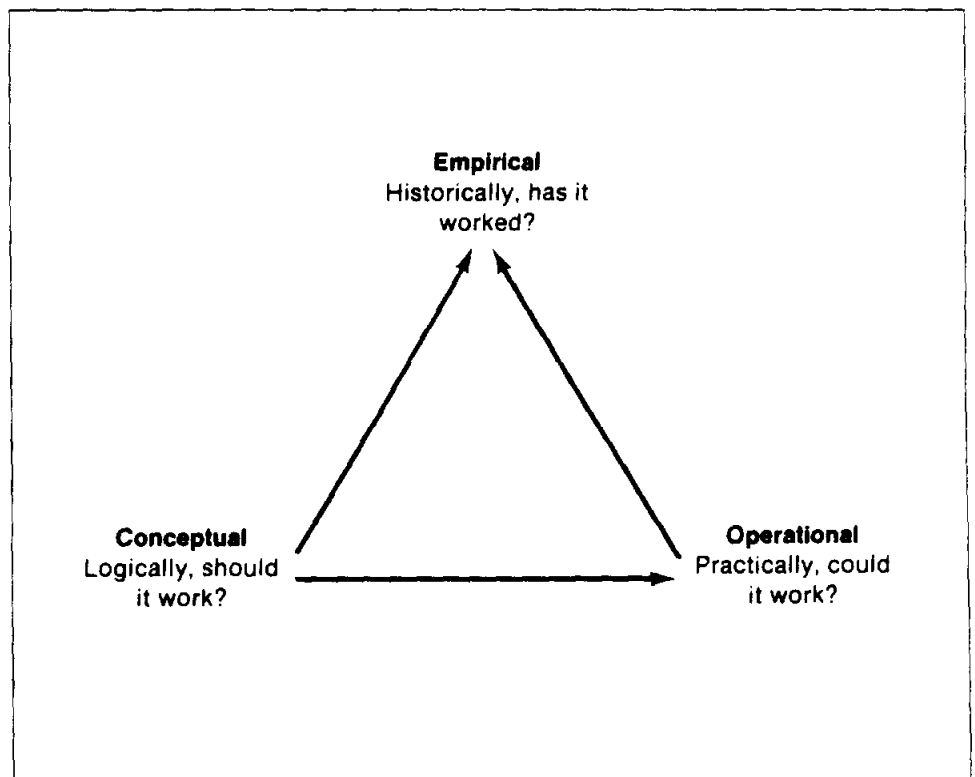 Empirical
Historically, has it
worked?
Conceptual
Logically, should
it work?
Operational
Practically, could
it work?